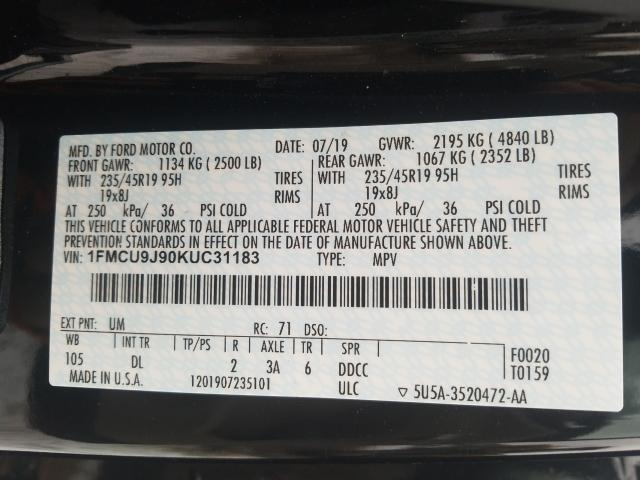 MFD. BY FORD MOTOR CO. DATE: 07/19 GVWR: 2195 KG ( 4840 LB)
FRONT GAWR: 1134 KG ( 2500 LB) REAR GAWR: 1067 KG ( 2352 LB)
WITH 235/45R19 95H TIRES WITH 235/45R19 95H TIRES
19x8J RIMS 19x8J RIMS
AT 250 kPa/ 36 PSI COLD AT 250 kPa/ 36 PSI COLD
THIS VEHICLE CONFORMS TO ALL APPLICABLE FEDERAL MOTOR VEHICLE SAFETY AND THEFT
PREVENTION STANDARDS IN EFFECT ON THE DATE OF MANUFACTURE SHOWN ABOVE.
VIN: 1FMCU9J90KUC31183 TYPE: MPV
EXT PNT: UM RC: 71 DSO:
WB INT TR TP/PS R AXLE TR SPR F0020
105 DL 2 3A 6 DDCC T0159
MADE IN U.S.A. 1201907235101 ULC ▽ 5U5A-3520472-AA